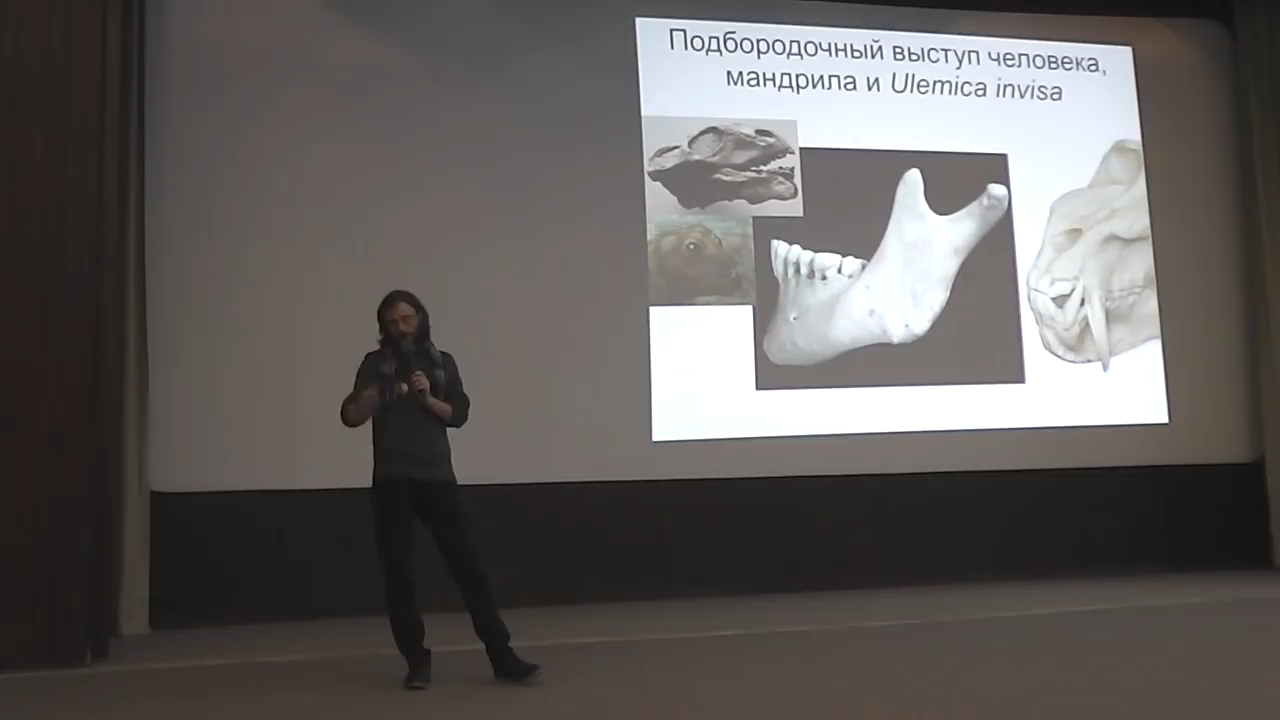 Подбородочный выступ человека,
мандрила и Ulemica invisa